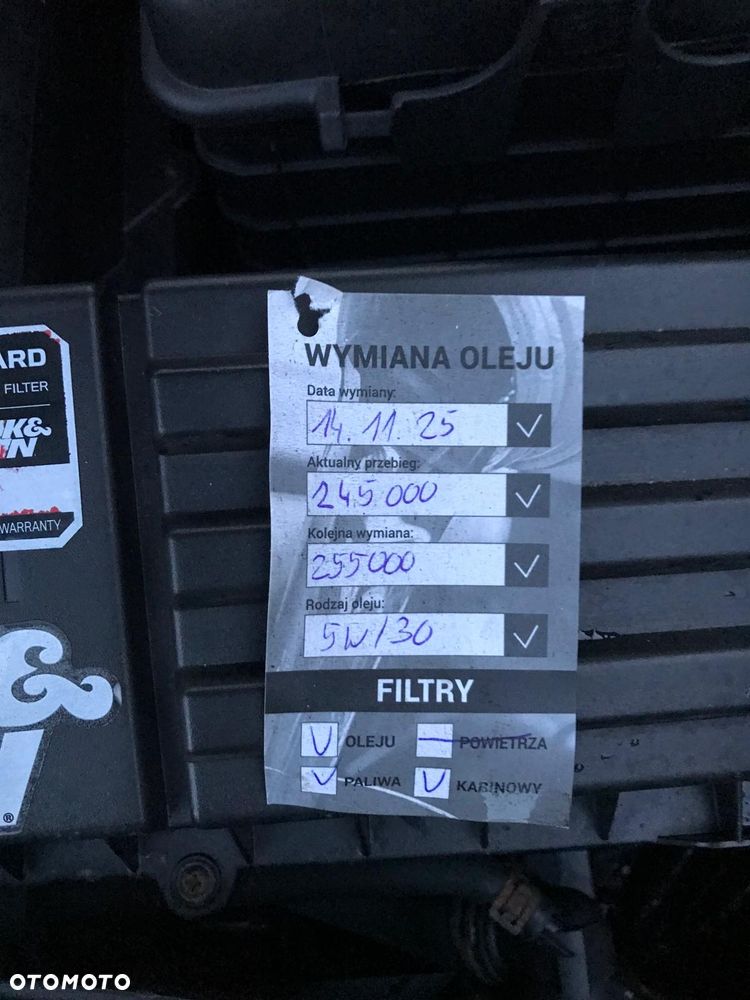 ARD
FILTER
K&
N
WARRANTY
&
®
WYMIANA OLEJU
Data wymiany:
14.11.25
Aktualny przebieg:
245 000
Kolejna wymiana:
255000
Rodzaj oleju:
5W/30
FILTRY
OLEJU
POWIETRZA
PALIWA
KABINOWY
OTOMOTO